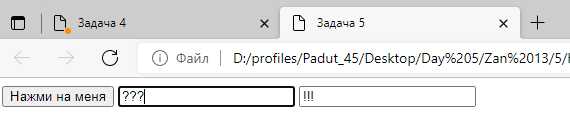 Задача 4
Задача 5
Файл D:/profiles/Padut_45/Desktop/Day%205/Zan%2013/5/
Нажми на меня ??? !!!